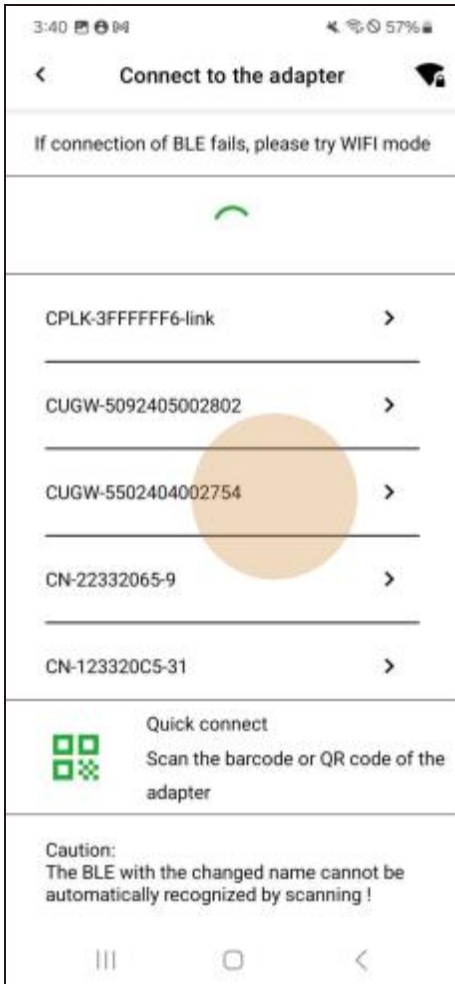 3:40
57%
Connect to the adapter
If connection of BLE fails, please try WIFI mode
CPLK-3FFFFFF6-link
CUGW-5092405002802
CUGW-5502404002754
CN-22332065-9
CN-123320C5-31
Quick connect
Scan the barcode or QR code of the
adapter
Caution:
The BLE with the changed name cannot be
automatically recognized by scanning !